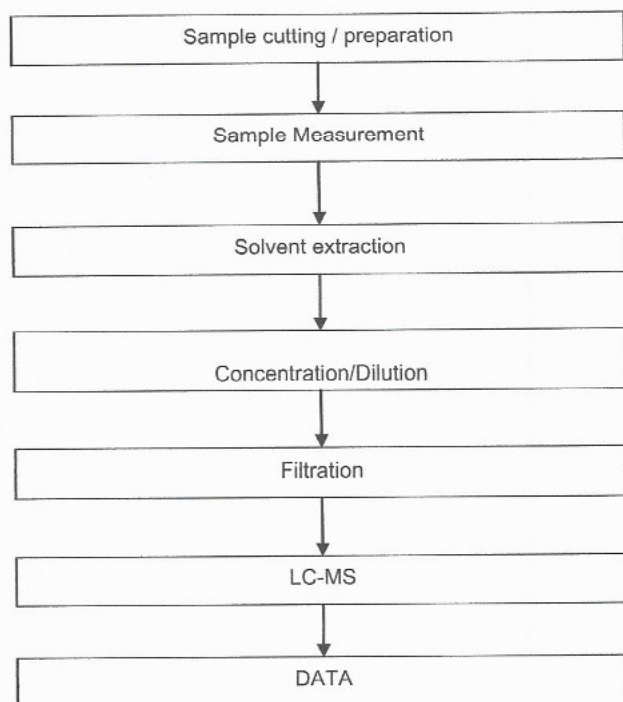 Sample cutting / preparation
Sample Measurement
Solvent extraction
Concentration/Dilution
Filtration
LC-MS
DATA